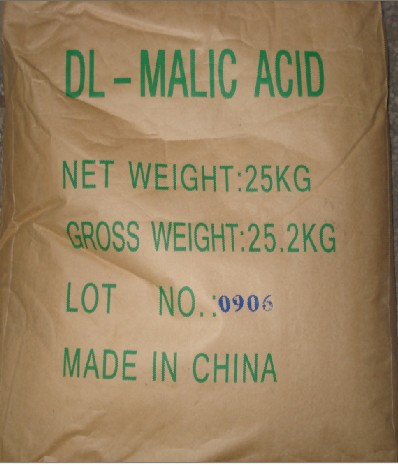 DL-MALIC ACID
NET WEIGHT:25KG
GROSS WEIGHT:25.2KG
LOT NO.:0906
MADE IN CHINA